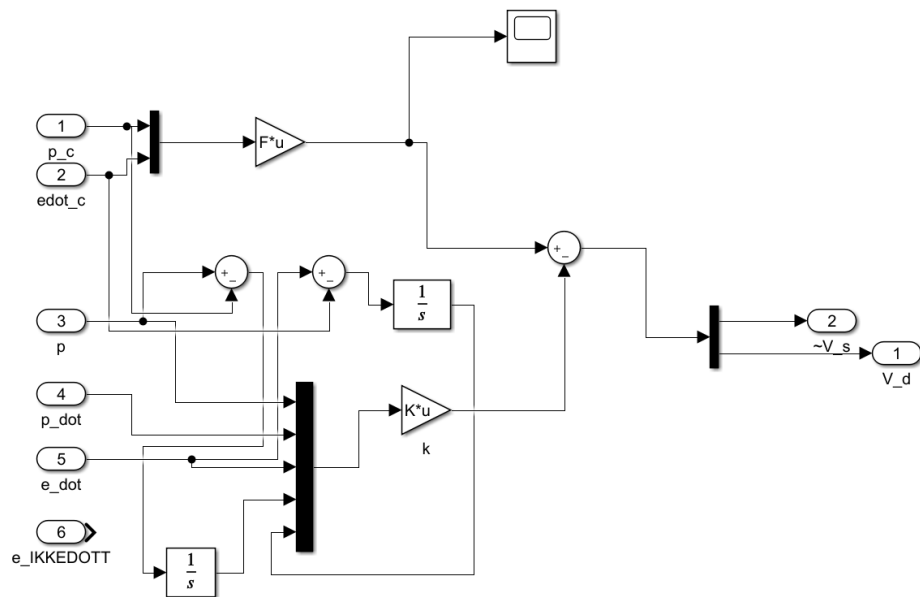 1
p_c
F*u
2
edot_c
+
_
+
_
+
_
1
s
3
p
2
~V_s
1
V_d
4
p_dot
K*u
k
5
e_dot
6
e_IKKEDOTT
1
s